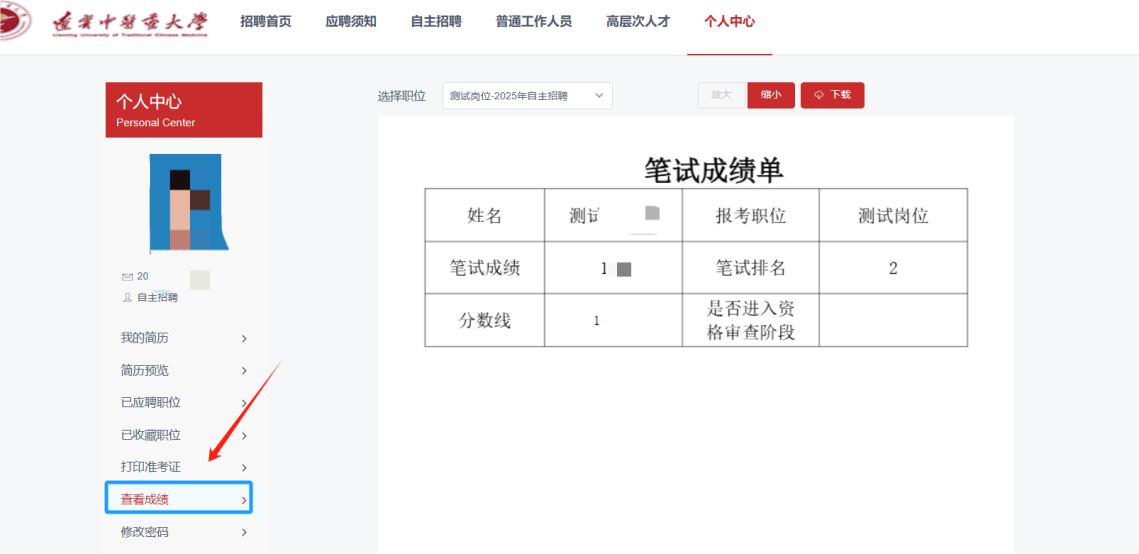 辽宁中医药大学
Liaoning University of Traditional Chinese Medicine
招聘首页 应聘须知 自主招聘 普通工作人员 高层次人才 个人中心
个人中心
Personal Center
20
自主招聘
我的简历
简历预览
已应聘职位
已收藏职位
打印准考证
查看成绩
修改密码
选择职位 测试岗位-2025年自主招聘 放大 缩小 下载
笔试成绩单
姓名 测试 报考职位 测试岗位
笔试成绩 1 笔试排名 2
分数线 1 是否进入资
格审查阶段